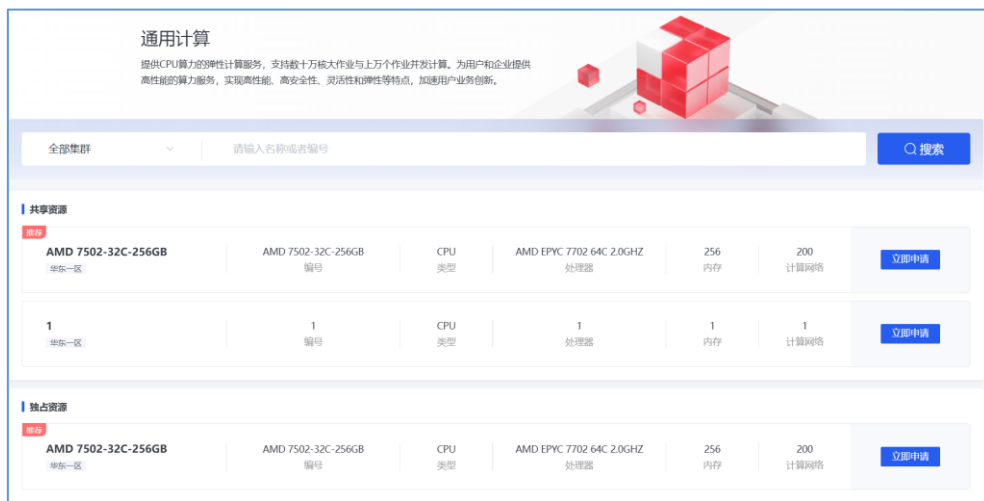 通用计算
提供CPU算力的弹性计算服务，支持数十万核大作业与上万个作业并发计算。为用户和企业提供
高性能的算力服务，实现高性能、高安全性、灵活性和弹性等特点，加速用户业务创新。
全部集群 请输入名称或者编号 搜索
共享资源
推荐
AMD 7502-32C-256GB AMD 7502-32C-256GB CPU AMD EPYC 7702 64C 2.0GHZ 256 200 立即申请
华东一区 编号 类型 处理器 内存 计算网络
1 1 CPU 1 1 1 立即申请
华东一区 编号 类型 处理器 内存 计算网络
独占资源
推荐
AMD 7502-32C-256GB AMD 7502-32C-256GB CPU AMD EPYC 7702 64C 2.0GHZ 256 200 立即申请
华东一区 编号 类型 处理器 内存 计算网络